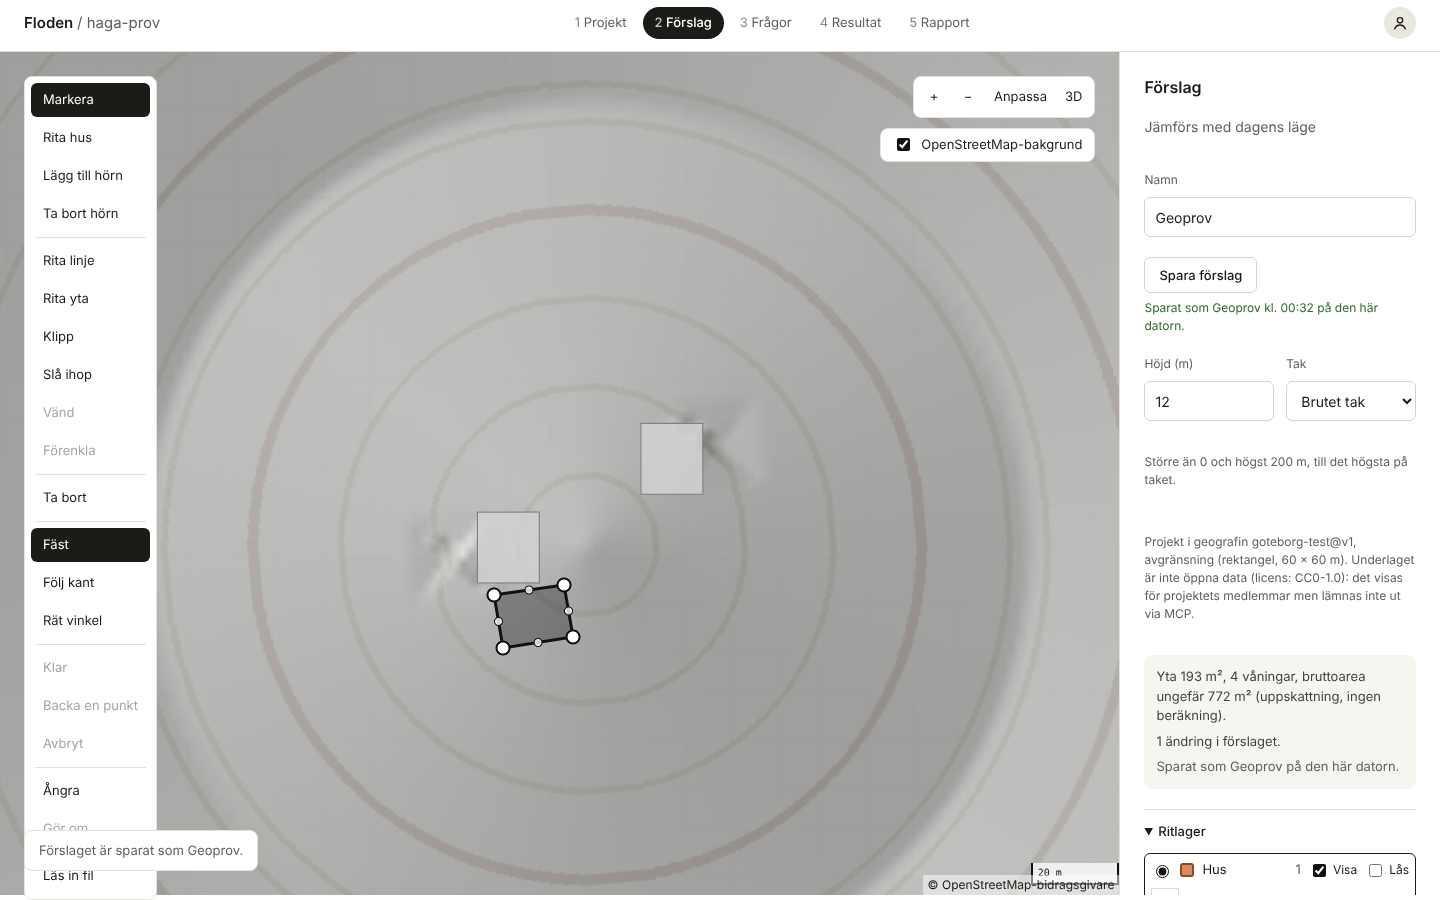 Floden / haga-prov
1 Projekt
2 Förslag
3 Frågor
4 Resultat
5 Rapport
Markera
Rita hus
Lägg till hörn
Ta bort hörn
Rita linje
Rita yta
Klipp
Slå ihop
Vänd
Förenkla
Ta bort
Fäst
Följ kant
Rät vinkel
Klar
Backa en punkt
Avbryt
Ångra
Gör om
Förslaget är sparat som Geoprov.
Läs in fil
+
−
Anpassa
3D
OpenStreetMap-bakgrund
20 m
© OpenStreetMap-bidragsgivare
Förslag
Jämförs med dagens läge
Namn
Geoprov
Spara förslag
Sparat som Geoprov kl. 00:32 på den här
datorn.
Höjd (m)
Tak
12
Brutet tak
Större än 0 och högst 200 m, till det högsta på
taket.
Projekt i geografin goteborg-test@v1,
avgränsning (rektangel, 60 × 60 m). Underlaget
är inte öppna data (licens: CC0-1.0): det visas
för projektets medlemmar men lämnas inte ut
via MCP.
Yta 193 m², 4 våningar, bruttoarea
ungefär 772 m² (uppskattning, ingen
beräkning).
1 ändring i förslaget.
Sparat som Geoprov på den här datorn.
▼ Ritlager
Hus
1
Visa
Lås